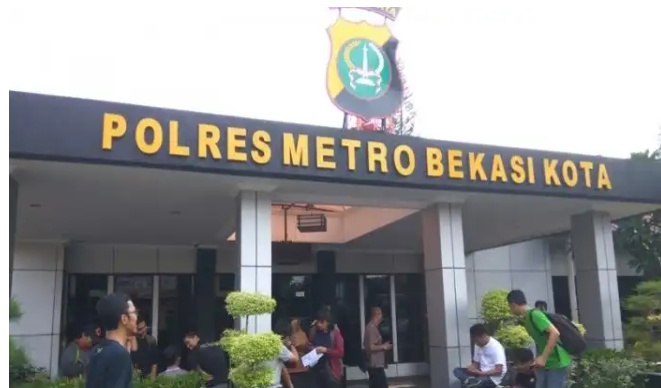 POLRES METRO BEKASI KOTA